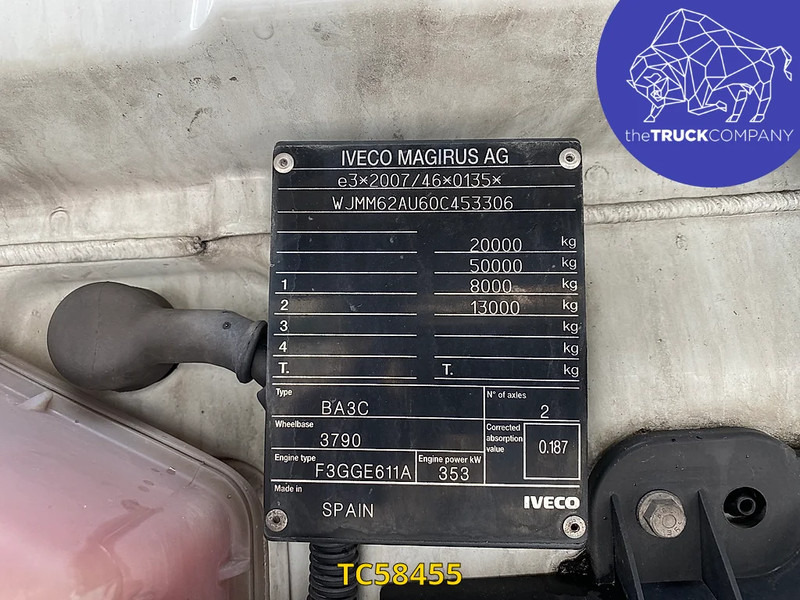 theTRUCKCOMPANY
IVECO MAGIRUS AG
e3*2007/46*0135*
WJMM62AU60C453306
20000 kg
50000 kg
1 8000 kg
2 13000 kg
3 kg
4 kg
T. T. kg
Type BA3C N° of axles 2
Wheelbase 3790 Corrected absorption value 0.187
Engine type F3GGE611A Engine power kW 353
Made in SPAIN IVECO
TC58455